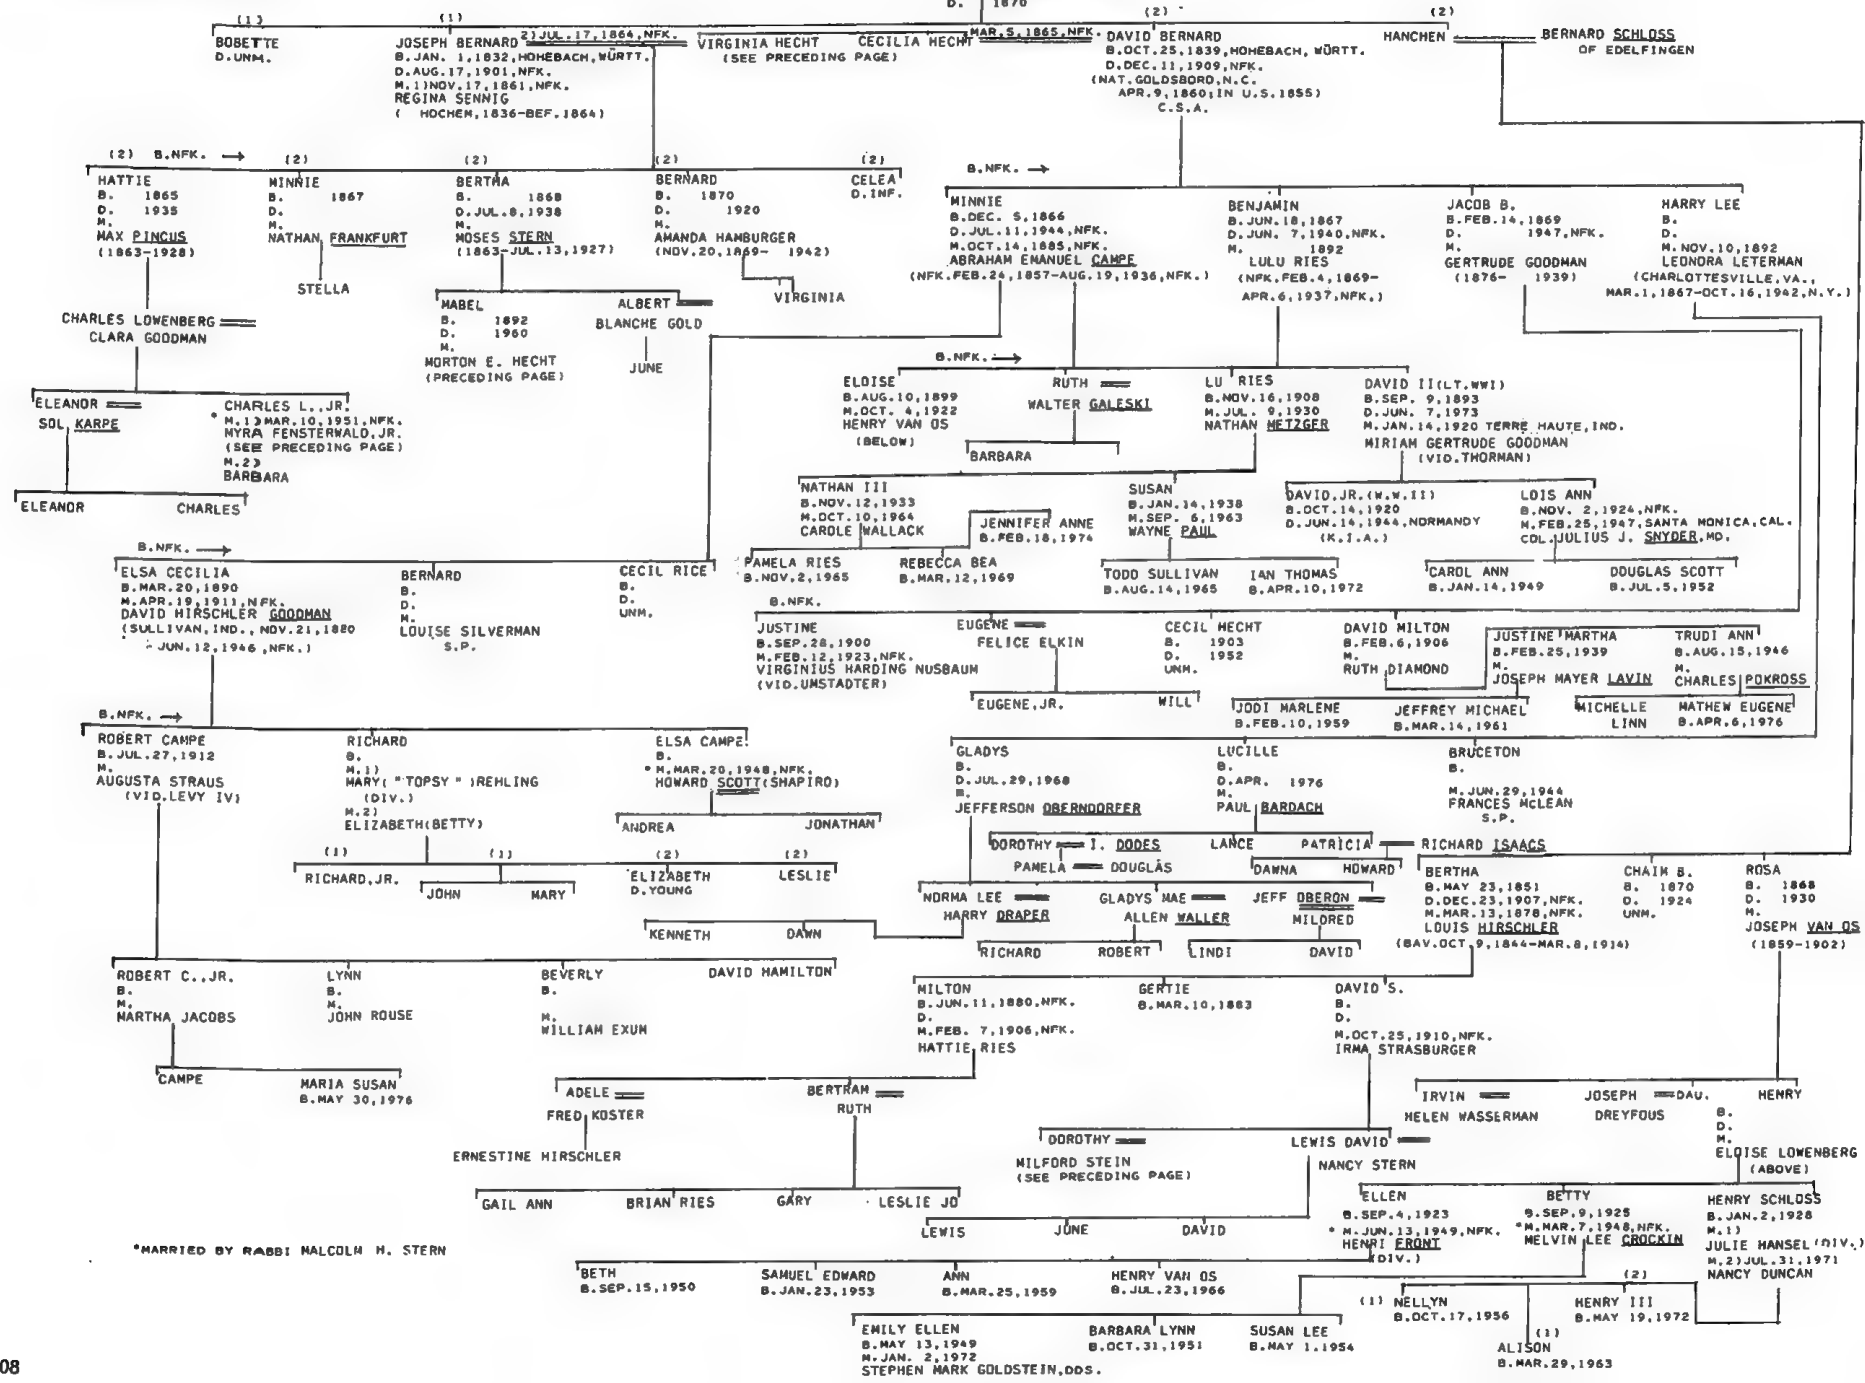 D. 1870
(1) (1) (2) (2)
BOBETTE
D.UNM.
JOSEPH BERNARD 2)JUL.17,1864,NFK.
B.JAN. 1,1832,HOHEBACH,WÜRTT.
D.AUG.17,1901,NFK.
M.1)NOV.17,1861,NFK.
REGINA SENNIG
( HOCHEM,1836-BEF.1864)
VIRGINIA HECHT CECILIA HECHT MAR.5,1865,NFK.
(SEE PRECEDING PAGE)
DAVID BERNARD
B.OCT.25,1839,HOHEBACH,WÜRTT.
D.DEC.11,1909,NFK.
(NAT.GOLDSBORD,N.C.
APR.9,1860;IN U.S.1855)
C.S.A.
HANCHEN
BERNARD SCHLOSS
OF EDELFINGEN
(2) B.NFK. → (2) (2) (2) (2)
HATTIE
B. 1865
D. 1935
M.
MAX PINCUS
(1863-1928)
MINNIE
B. 1867
D.
M.
NATHAN FRANKFURT
STELLA
BERTHA
B. 1868
D.JUL.8,1938
M.
MOSES STERN
(1863-JUL.13,1927)
BERNARD
B. 1870
D. 1920
M.
AMANDA HAMBURGER
(NOV.20,1869- 1942)
CELEA
D.INF.
VIRGINIA
B.NFK. →
MINNIE
B.DEC. 5,1866
D.JUL.11,1944,NFK.
M.OCT.14,1885,NFK.
ABRAHAM EMANUEL CAMPE
(NFK.FEB.24,1857-AUG.19,1936,NFK.)
BENJAMIN
B.JUN.18,1867
D.JUN. 7,1940,NFK.
M. 1892
LULU RIES
(NFK,FEB.4,1869-
APR.6,1937,NFK.)
JACOB B.
B.FEB.14,1869
D. 1947,NFK.
M.
GERTRUDE GOODMAN
(1876- 1939)
HARRY LEE
B.
D.
M.NOV.10,1892
LEONORA LETERMAN
(CHARLOTTESVILLE,VA.,
MAR.1,1867-OCT.16,1942,N.Y.)
CHARLES LOWENBERG
CLARA GOODMAN
MABEL
B. 1892
D. 1960
M.
MORTON E. HECHT
(PRECEDING PAGE)
ALBERT
BLANCHE GOLD
JUNE
ELEANOR
SOL KARPE
CHARLES L.,JR.
* M.1)MAR.10,1951,NFK.
MYRA FENSTERWALD,JR.
(SEE PRECEDING PAGE)
M.2)
BARBARA
ELEANOR CHARLES
B.NFK. →
ELOISE
B.AUG.10,1899
M.OCT. 4,1922
HENRY VAN OS
(BELOW)
RUTH
WALTER GALESKI
BARBARA
LU RIES
B.NOV.16,1908
M.JUL. 9,1930
NATHAN METZGER
DAVID II(LT.WWI)
B.SEP. 9,1893
D.JUN. 7,1973
M.JAN.14,1920 TERRE HAUTE,IND.
MIRIAM GERTRUDE GOODMAN
(VID.THORMAN)
NATHAN III
B.NOV.12,1933
M.OCT.10,1964
CAROLE WALLACK
JENNIFER ANNE
B.FEB.18,1974
SUSAN
B.JAN.14,1938
M.SEP. 6,1963
WAYNE PAUL
DAVID,JR.(W.W.II)
B.OCT.14,1920
D.JUN.14,1944,NORMANDY
(K.I.A.)
LOIS ANN
B.NOV. 2,1924,NFK.
M.FEB.25,1947,SANTA MONICA,CAL.
COL.JULIUS J. SNYDER,MD.
PAMELA RIES
B.NOV.2,1965
REBECCA BEA
B.MAR.12,1969
TODD SULLIVAN
B.AUG.14,1965
IAN THOMAS
B.APR.10,1972
CAROL ANN
B.JAN.14,1949
DOUGLAS SCOTT
B.JUL.5,1952
B.NFK. →
ELSA CECILIA
B.MAR.20,1890
M.APR.19,1911,NFK.
DAVID HIRSCHLER GOODMAN
(SULLIVAN,IND.,NOV.21,1880
- JUN.12,1946,NFK.)
BERNARD
B.
D.
M.
LOUISE SILVERMAN
S.P.
CECIL RICE
B.
D.
UNM.
B.NFK.
JUSTINE
B.SEP.28,1900
M.FEB.12,1923,NFK.
VIRGINIUS HARDING NUSBAUM
(VID.UMSTADTER)
EUGENE
FELICE ELKIN
CECIL HECHT
B. 1903
D. 1952
UNM.
DAVID MILTON
B.FEB.6,1906
M.
RUTH DIAMOND
JUSTINE MARTHA
B.FEB.25,1939
M.
JOSEPH MAYER LAVIN
TRUDI ANN
B.AUG.15,1946
M.
CHARLES POKROSS
EUGENE,JR. WILL
JODI MARLENE
B.FEB.10,1959
JEFFREY MICHAEL
B.MAR.14,1961
MICHELLE
LINN
MATHEW EUGENE
B.APR.6,1976
B.NFK. →
ROBERT CAMPE
B.JUL.27,1912
M.
AUGUSTA STRAUS
(VID.LEVY IV)
RICHARD
B.
M.1)
MARY("TOPSY")REHLING
(DIV.)
M.2)
ELIZABETH(BETTY)
ELSA CAMPE
B.
* M.MAR.20,1948,NFK.
HOWARD SCOTT(SHAPIRO)
ANDREA JONATHAN
GLADYS
B.
D.JUL.29,1968
M.
JEFFERSON OBERNDORFER
LUCILLE
B.
D.APR. 1976
M.
PAUL BARDACH
BRUCETON
B.
M.JUN.29,1944
FRANCES McLEAN
S.P.
(1) (1) (2) (2)
RICHARD,JR.
JOHN MARY
ELIZABETH
D.YOUNG
LESLIE
DOROTHY I. DODES LANCE PATRICIA RICHARD ISAACS
PAMELA DOUGLAS DAWNA HOWARD
NORMA LEE
HARRY DRAPER
GLADYS MAE
ALLEN WALLER
JEFF OBERON
MILDRED
KENNETH DAWN
RICHARD ROBERT LINDI DAVID
BERTHA
B.MAY 23,1851
D.DEC.23,1907,NFK.
M.MAR.13,1878,NFK.
LOUIS HIRSCHLER
(BAV.OCT.9,1844-MAR.8,1914)
CHAIM B.
B. 1870
D. 1924
UNM.
ROSA
B. 1868
D. 1930
M.
JOSEPH VAN OS
(1859-1902)
ROBERT C.,JR.
B.
M.
MARTHA JACOBS
LYNN
B.
M.
JOHN ROUSE
BEVERLY
B.
M.
WILLIAM EXUM
DAVID HAMILTON
CAMPE
MARIA SUSAN
B.MAY 30,1976
MILTON
B.JUN.11,1880,NFK.
D.
M.FEB. 7,1906,NFK.
HATTIE RIES
GERTIE
B.MAR.10,1883
DAVID S.
B.
D.
M.OCT.25,1910,NFK.
IRMA STRASBURGER
ADELE
FRED KOSTER
ERNESTINE HIRSCHLER
BERTRAM
RUTH
IRVIN
HELEN WASSERMAN
JOSEPH DAU.
DREYFOUS
HENRY
B.
D.
M.
ELOISE LOWENBERG
(ABOVE)
DOROTHY
MILFORD STEIN
(SEE PRECEDING PAGE)
LEWIS DAVID
NANCY STERN
GAIL ANN BRIAN RIES GARY LESLIE JO
LEWIS JUNE DAVID
ELLEN
B.SEP.4,1923
* M.JUN.13,1949,NFK.
HENRI FRONT
(DIV.)
BETTY
B.SEP.9,1925
*M.MAR.7,1948,NFK.
MELVIN LEE CROCKIN
HENRY SCHLOSS
B.JAN.2,1928
M.1)
JULIE HANSEL(DIV.)
M.2)JUL.31,1971
NANCY DUNCAN
*MARRIED BY RABBI MALCOLM H. STERN
BETH
B.SEP.15,1950
SAMUEL EDWARD
B.JAN.23,1953
ANN
B.MAR.25,1959
HENRY VAN OS
B.JUL.23,1966
(1) NELLYN
B.OCT.17,1956
(2)
HENRY III
B.MAY 19,1972
(1)
ALISON
B.MAR.29,1963
EMILY ELLEN
B.MAY 13,1949
M.JAN. 2,1972
STEPHEN MARK GOLDSTEIN,DDS.
BARBARA LYNN
B.OCT.31,1951
SUSAN LEE
B.MAY 1,1954
08